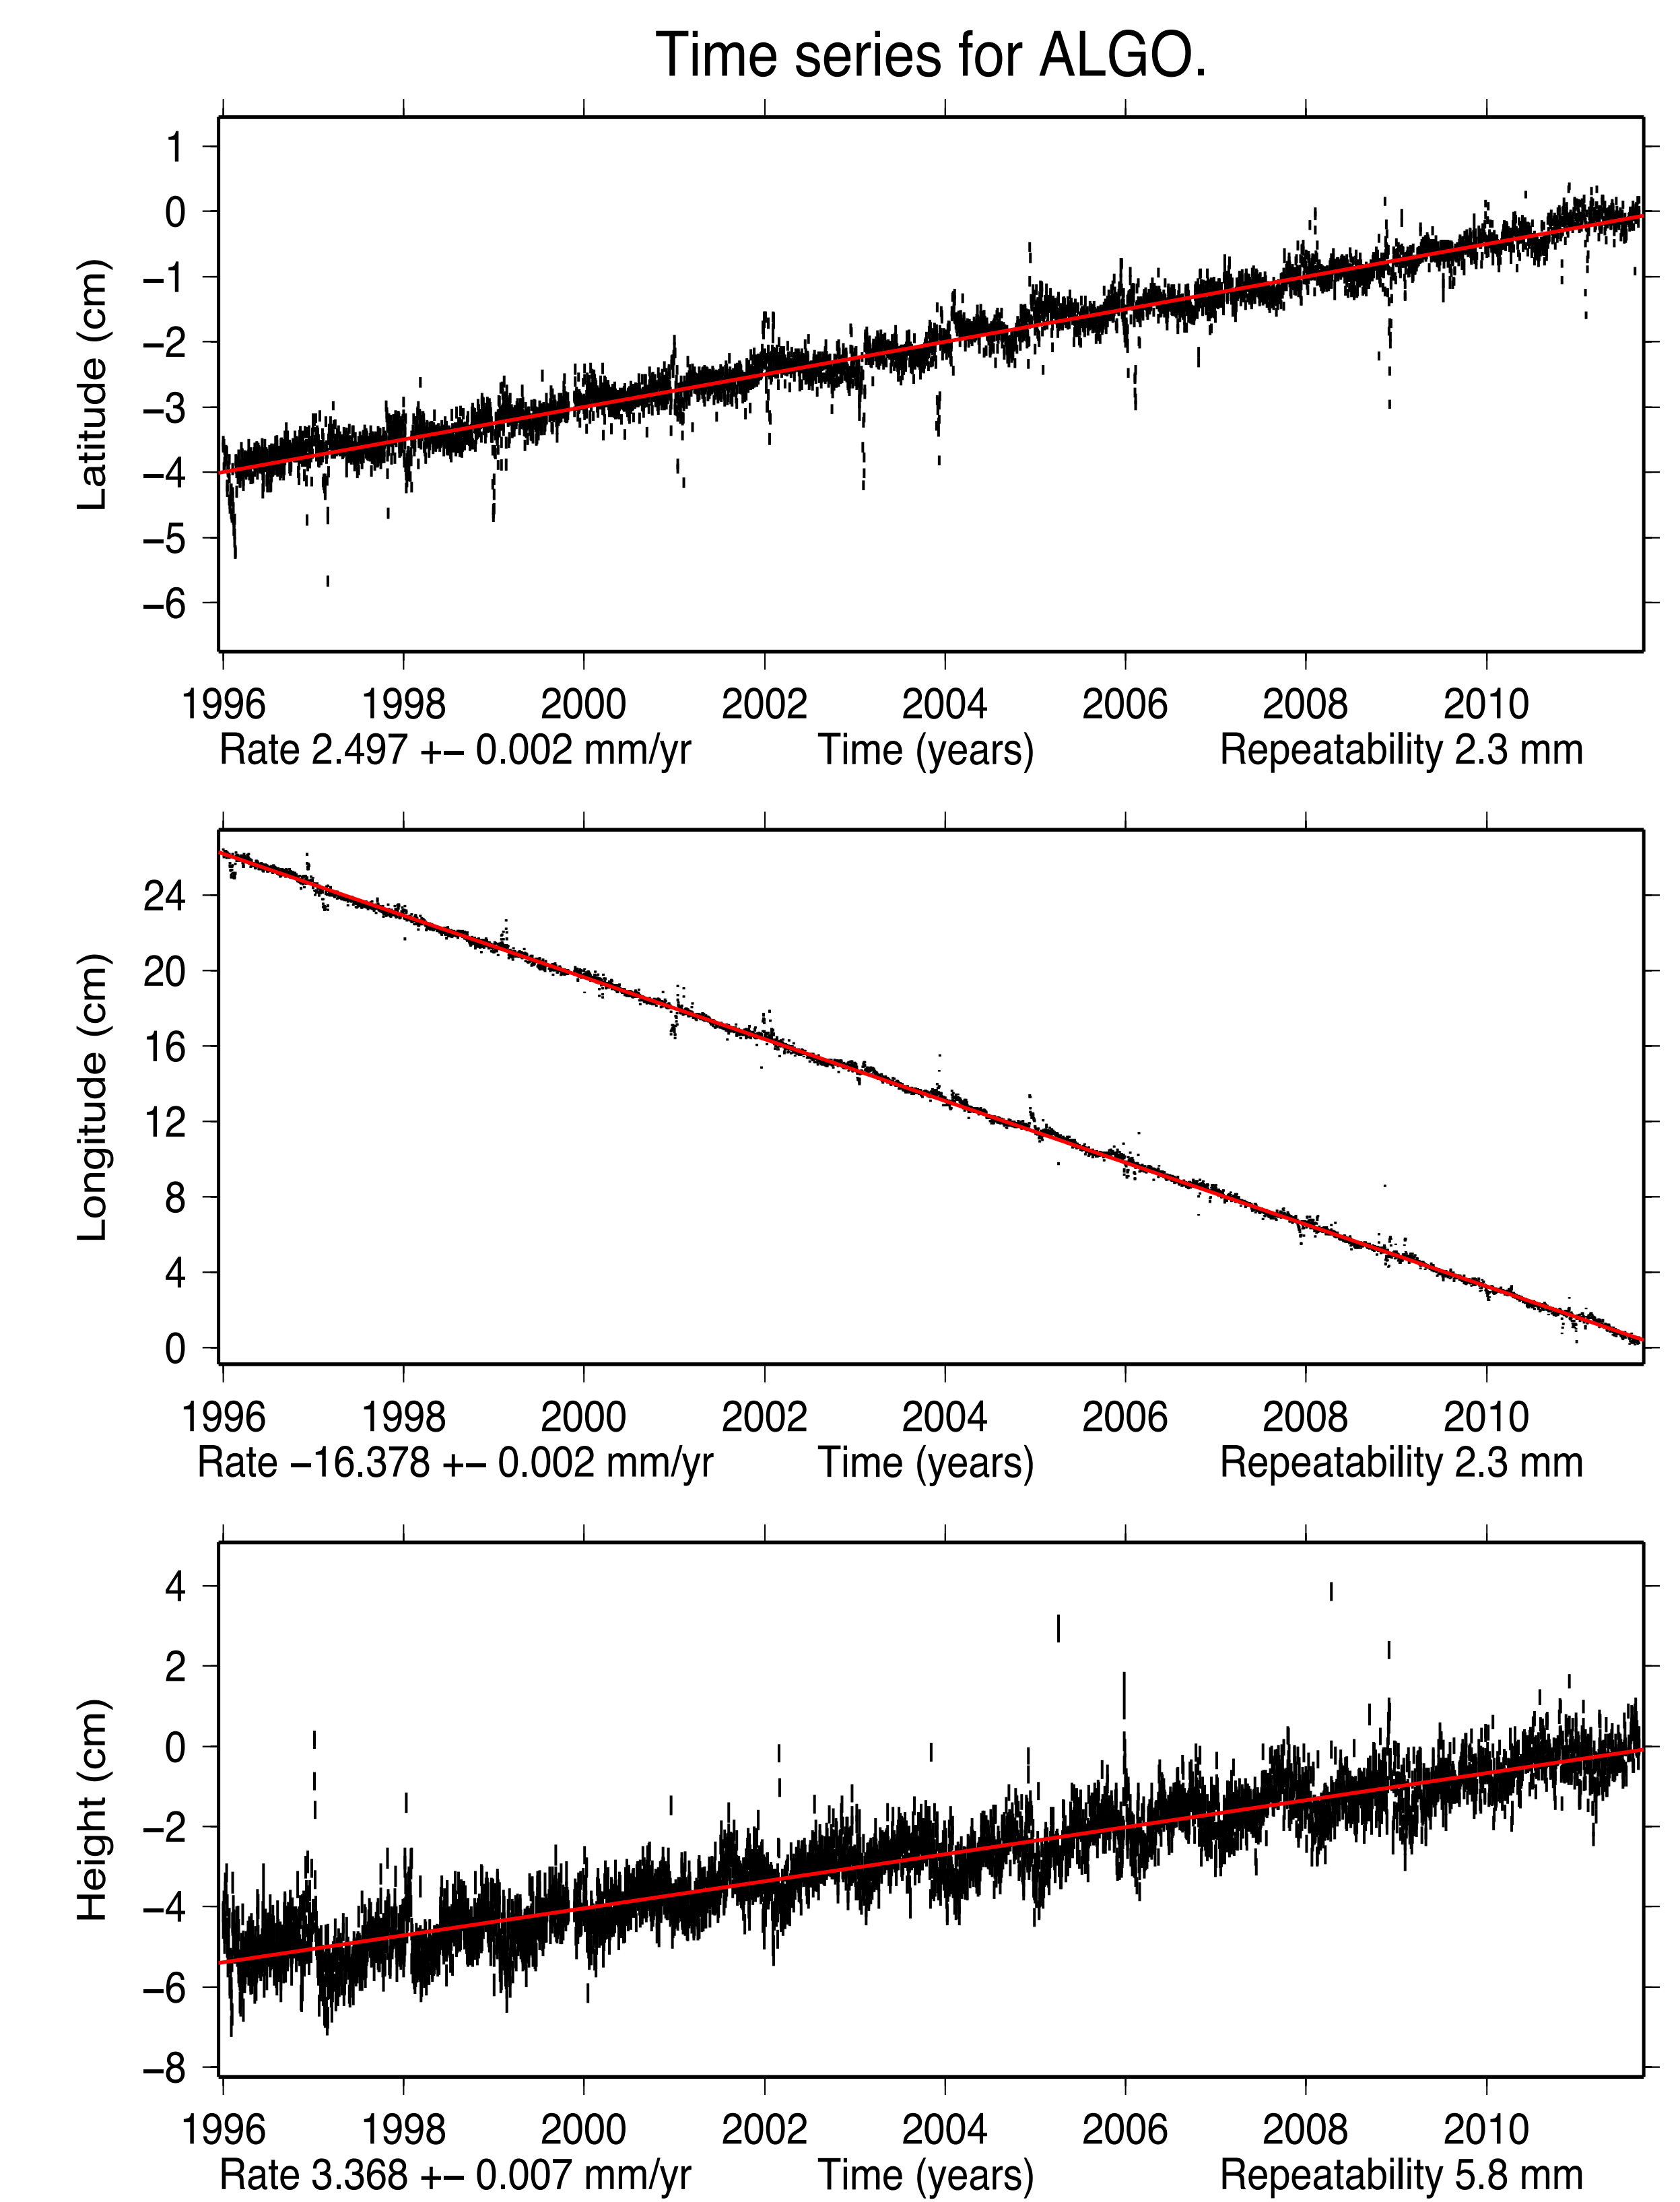 Time series for ALGO.
1
0
−1
−2
−3
−4
−5
−6
Latitude (cm)
1996 1998 2000 2002 2004 2006 2008 2010
Rate 2.497 +− 0.002 mm/yr Time (years) Repeatability 2.3 mm
24
20
16
12
8
4
0
Longitude (cm)
1996 1998 2000 2002 2004 2006 2008 2010
Rate −16.378 +− 0.002 mm/yr Time (years) Repeatability 2.3 mm
4
2
0
−2
−4
−6
−8
Height (cm)
1996 1998 2000 2002 2004 2006 2008 2010
Rate 3.368 +− 0.007 mm/yr Time (years) Repeatability 5.8 mm